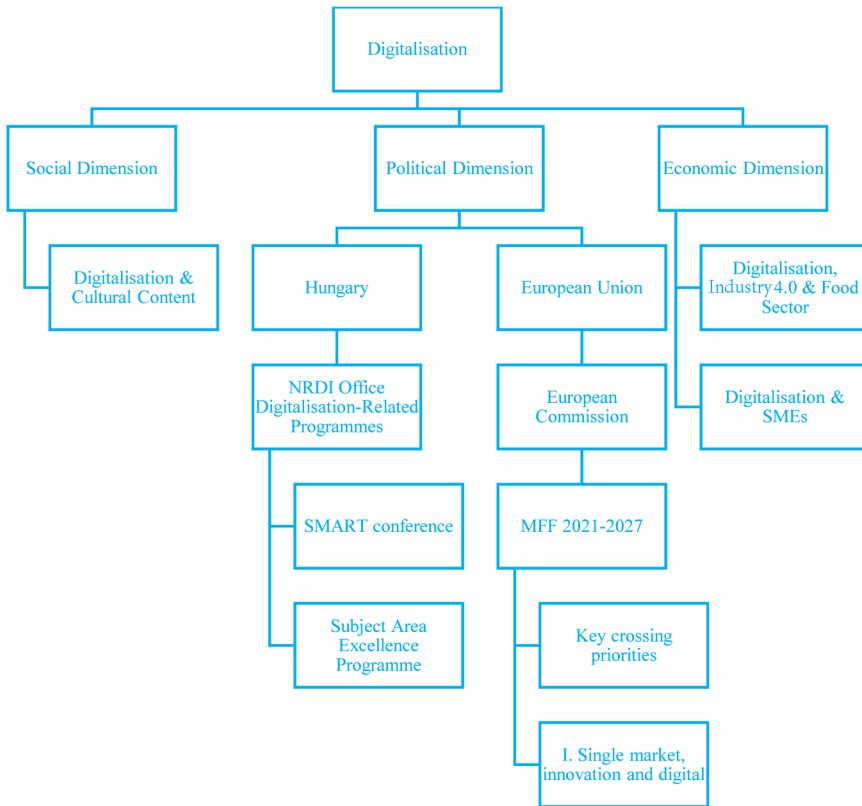 Digitalisation
Social Dimension
Political Dimension
Economic Dimension
Digitalisation &
Cultural Content
Hungary
European Union
Digitalisation,
Industry 4.0 & Food
Sector
NRDI Office
Digitalisation-Related
Programmes
European
Commission
Digitalisation &
SMEs
SMART conference
MFF 2021-2027
Subject Area
Excellence
Programme
Key crossing
priorities
I. Single market,
innovation and digital